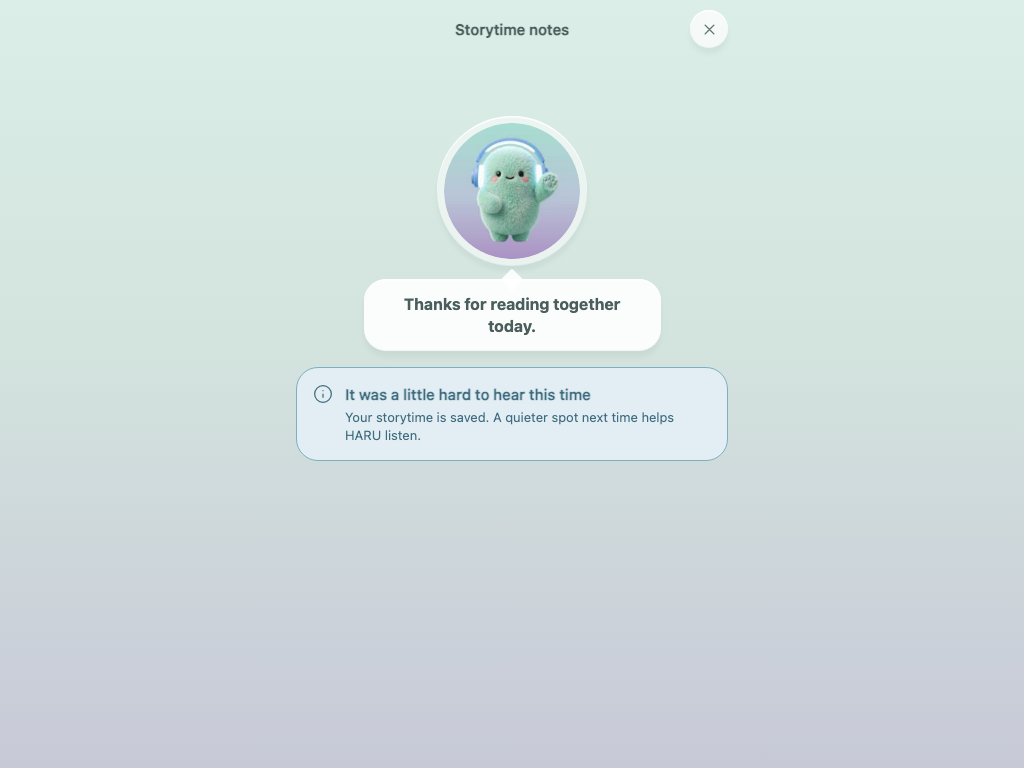 Storytime notes
Thanks for reading together
today.
It was a little hard to hear this time
Your storytime is saved. A quieter spot next time helps
HARU listen.